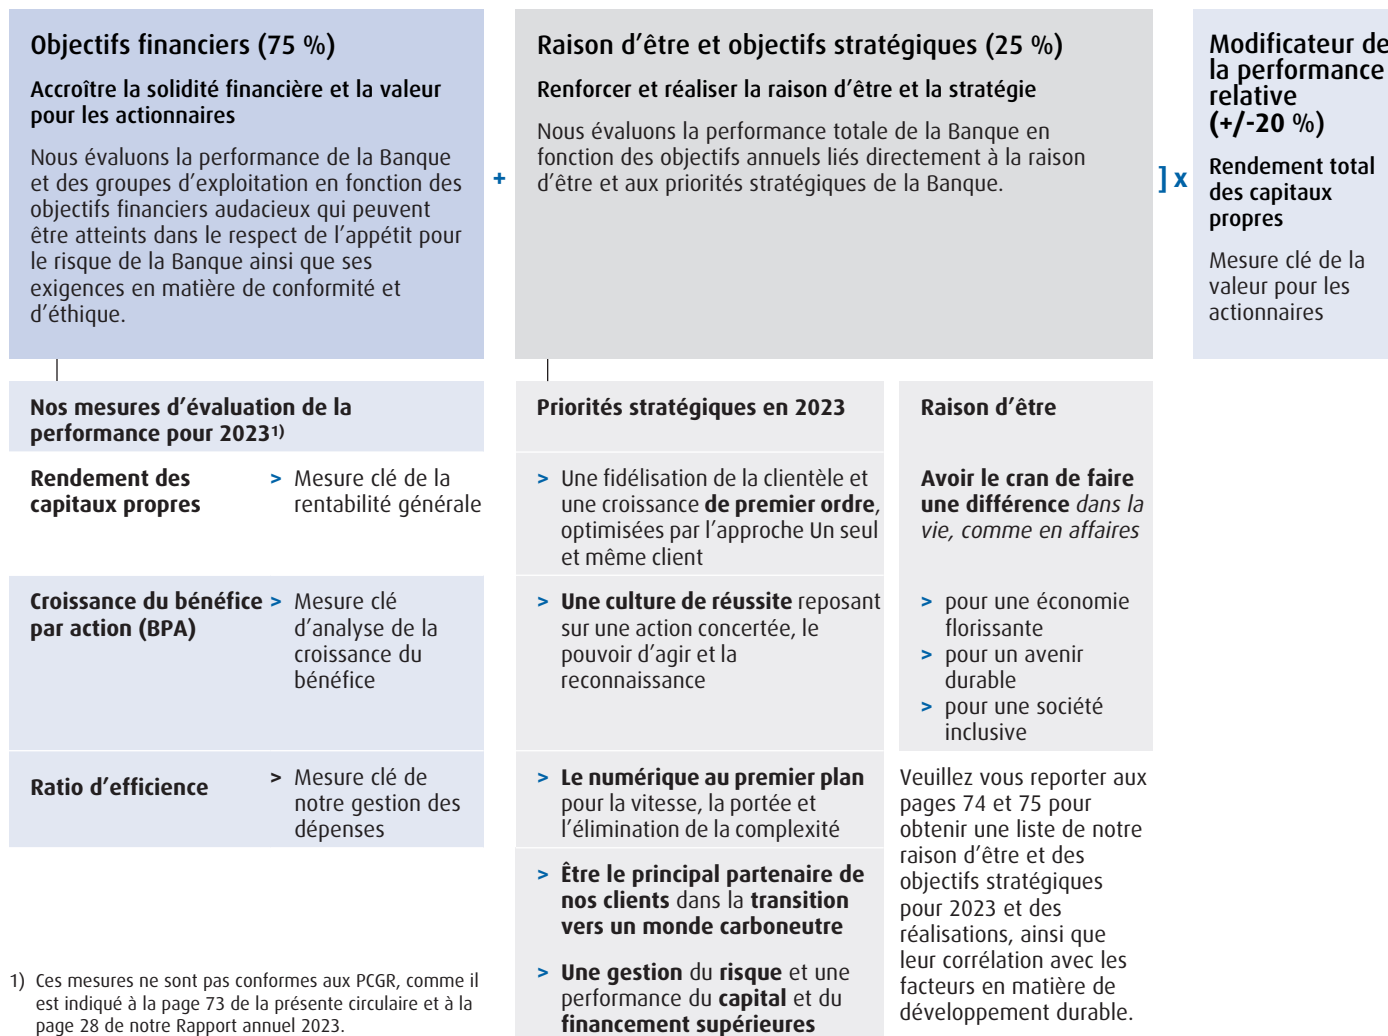 Objectifs financiers (75 %)
Accroître la solidité financière et la valeur
pour les actionnaires
Nous évaluons la performance de la Banque
et des groupes d'exploitation en fonction des
objectifs financiers audacieux qui peuvent
être atteints dans le respect de l'appétit pour
le risque de la Banque ainsi que ses
exigences en matière de conformité et
d'éthique.
+
Raison d'être et objectifs stratégiques (25 %)
Renforcer et réaliser la raison d'être et la stratégie
Nous évaluons la performance totale de la Banque en
fonction des objectifs annuels liés directement à la raison
d'être et aux priorités stratégiques de la Banque.
] x
Modificateur de
la performance
relative
(+/-20 %)
Rendement total
des capitaux
propres
Mesure clé de la
valeur pour les
actionnaires
Nos mesures d'évaluation de la
performance pour 2023¹⁾
Rendement des
capitaux propres
> Mesure clé de la
rentabilité générale
Croissance du bénéfice
par action (BPA)
> Mesure clé
d'analyse de la
croissance du
bénéfice
Ratio d'efficience
> Mesure clé de
notre gestion des
dépenses
1) Ces mesures ne sont pas conformes aux PCGR, comme il
est indiqué à la page 73 de la présente circulaire et à la
page 28 de notre Rapport annuel 2023.
Priorités stratégiques en 2023
> Une fidélisation de la clientèle et
une croissance de premier ordre,
optimisées par l'approche Un seul
et même client
> Une culture de réussite reposant
sur une action concertée, le
pouvoir d'agir et la
reconnaissance
> Le numérique au premier plan
pour la vitesse, la portée et
l'élimination de la complexité
> Être le principal partenaire de
nos clients dans la transition
vers un monde carboneutre
> Une gestion du risque et une
performance du capital et du
financement supérieures
Raison d'être
Avoir le cran de faire
une différence dans la
vie, comme en affaires
> pour une économie
florissante
> pour un avenir
durable
> pour une société
inclusive
Veuillez vous reporter aux
pages 74 et 75 pour
obtenir une liste de notre
raison d'être et des
objectifs stratégiques
pour 2023 et des
réalisations, ainsi que
leur corrélation avec les
facteurs en matière de
développement durable.